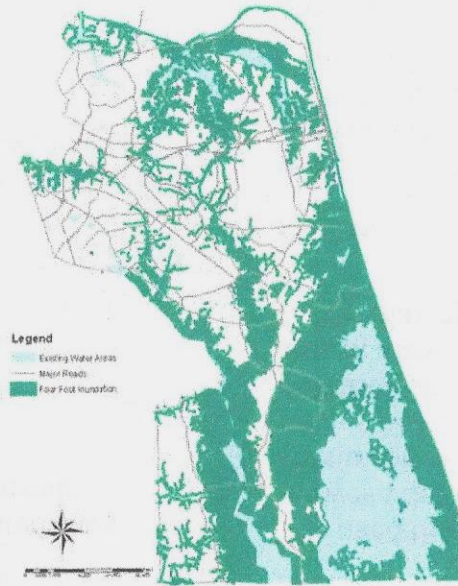 Legend
Existing Water Areas
Major Roads
Four Foot Inundation